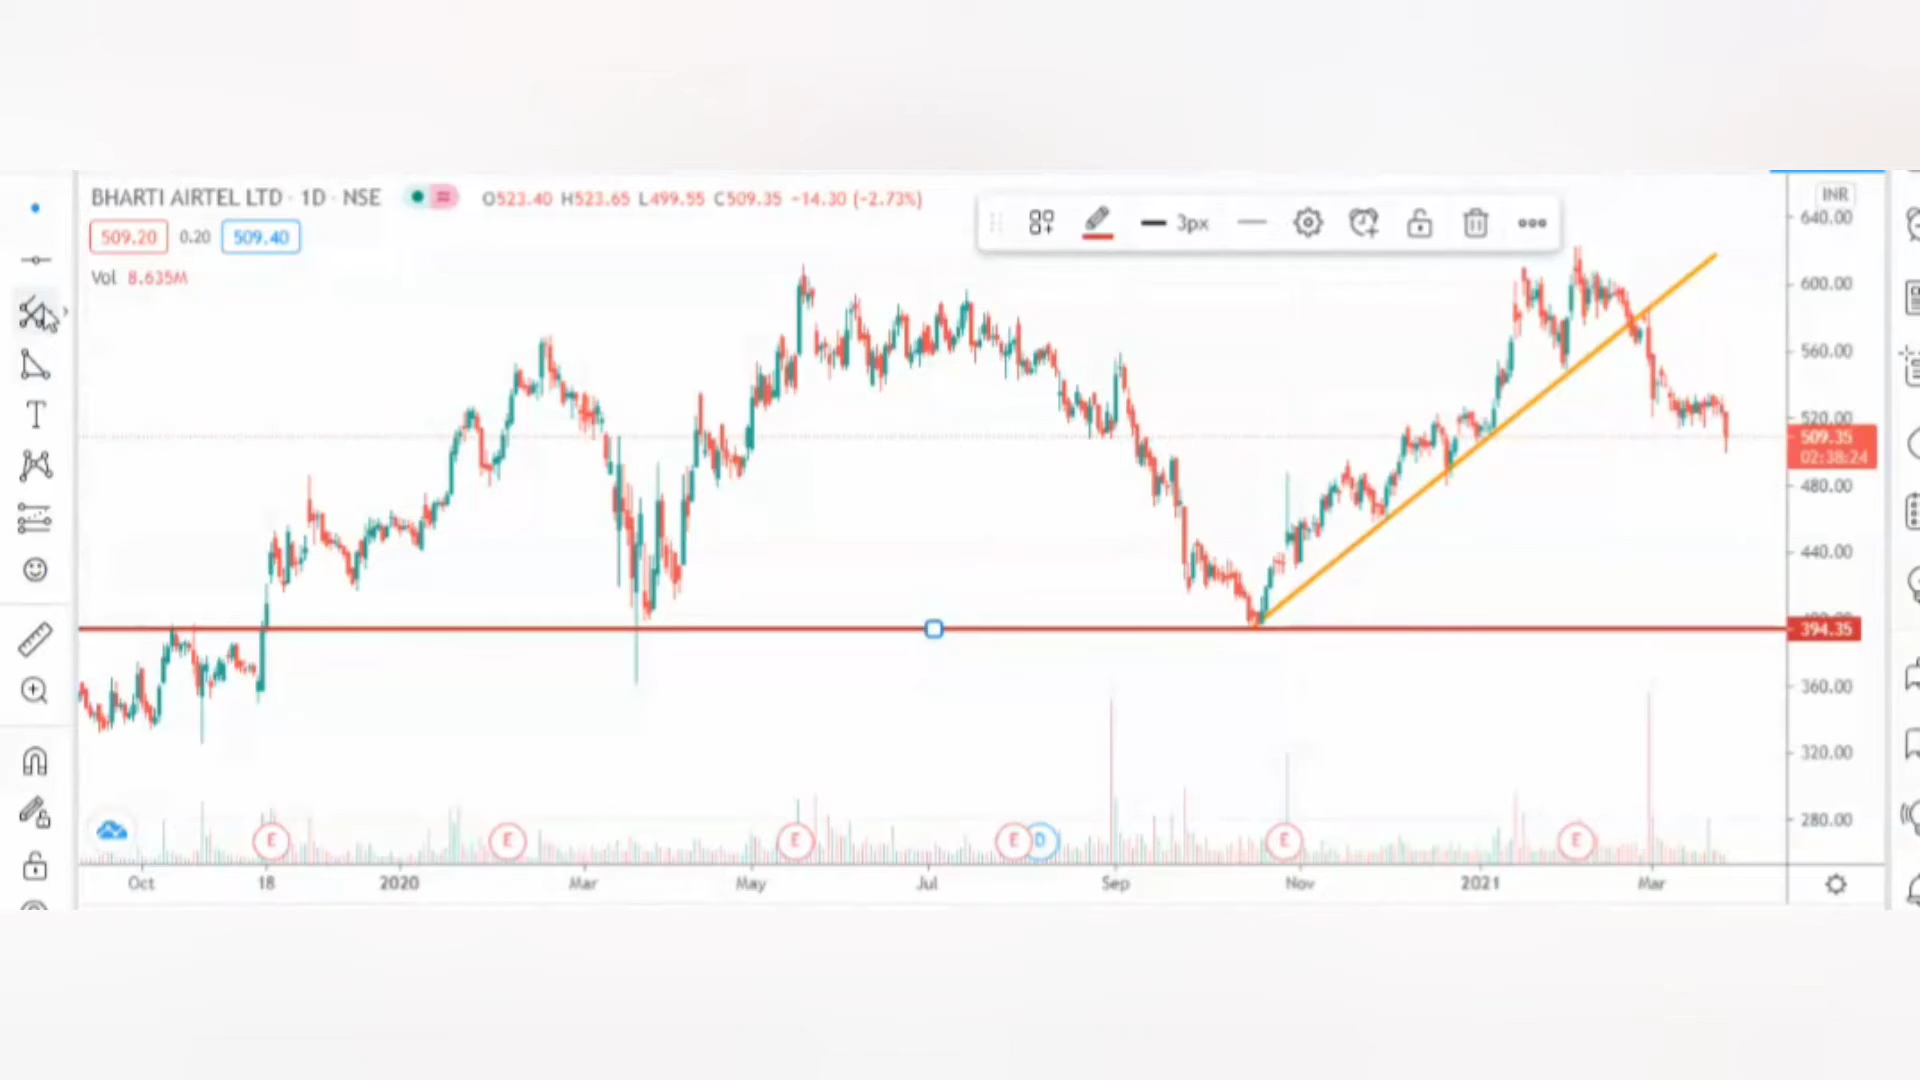 BHARTI AIRTEL LTD · 1D · NSE O523.40 H523.65 L499.55 C509.35 −14.30 (−2.73%)
INR
509.20 0.20 509.40
3px
Vol 8.635M
640.00
600.00
560.00
520.00
509.35
02:38:24
480.00
440.00
394.35
360.00
320.00
280.00
E E E E D E E
Oct 18 2020 Mar May Jul Sep Nov 2021 Mar